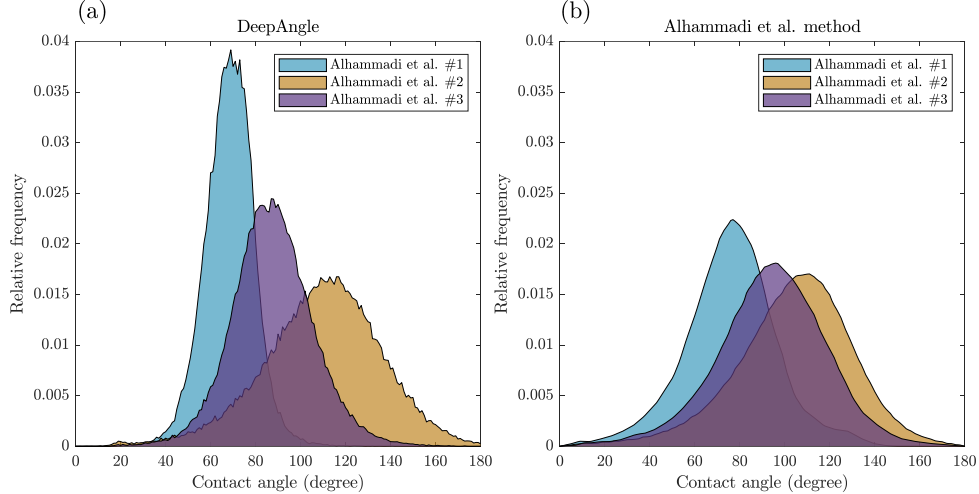 (a)
DeepAngle
Relative frequency
0.04
0.035
0.03
0.025
0.02
0.015
0.01
0.005
0
Alhammadi et al. #1
Alhammadi et al. #2
Alhammadi et al. #3
0 20 40 60 80 100 120 140 160 180
Contact angle (degree)
(b)
Alhammadi et al. method
Relative frequency
0.04
0.035
0.03
0.025
0.02
0.015
0.01
0.005
0
Alhammadi et al. #1
Alhammadi et al. #2
Alhammadi et al. #3
0 20 40 60 80 100 120 140 160 180
Contact angle (degree)